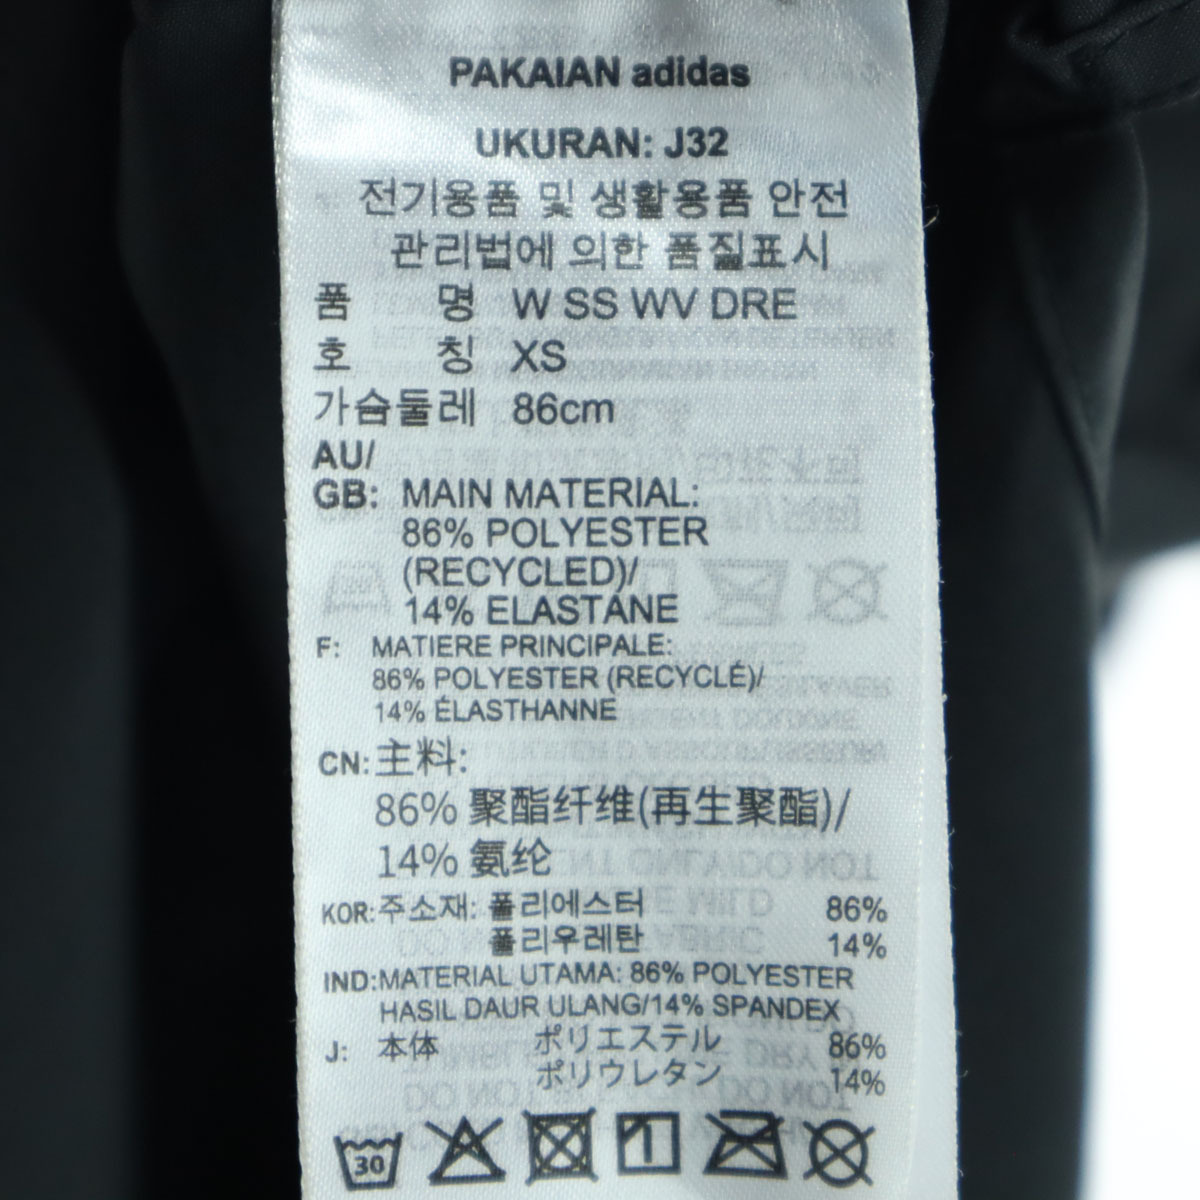 PAKAIAN adidas
UKURAN: J32
전기용품 및 생활용품 안전
관리법에 의한 품질표시
품 명 W SS WV DRE
호 칭 XS
가슴둘레 86cm
AU/
GB: MAIN MATERIAL:
86% POLYESTER
(RECYCLED)/
14% ELASTANE
F: MATIERE PRINCIPALE:
86% POLYESTER (RECYCLÉ)/
14% ÉLASTHANNE
CN: 主料:
86% 聚酯纤维(再生聚酯)/
14% 氨纶
KOR: 주소재: 폴리에스터 86%
폴리우레탄 14%
IND: MATERIAL UTAMA: 86% POLYESTER
HASIL DAUR ULANG/14% SPANDEX
J: 本体 ポリエステル 86%
ポリウレタン 14%
30